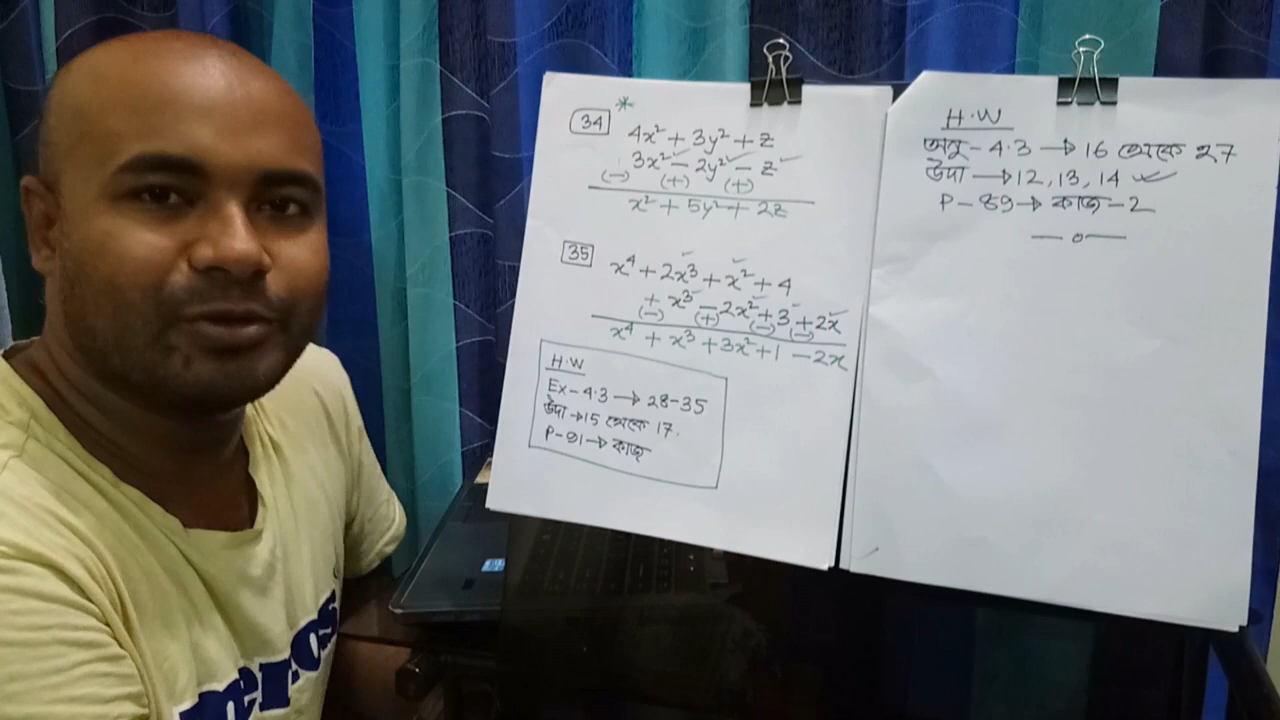 *
34
4x² + 3y² + z
3x² - 2y² - z
(-) (+) (+)
x² + 5y² + 2z
35
x⁴ + 2x³ + x² + 4
+ x³ - 2x² + 3 + 2x
(-) (+) (-) (-)
x⁴ + x³ + 3x² + 1 - 2x
H.W
Ex- 4.3 → 28-35
উদা → 15 থেকে 17.
P-91 → কাজ
H.W
অনু - 4.3 → 16 থেকে 27
উদা → 12, 13, 14
P-89 → কাজ-2